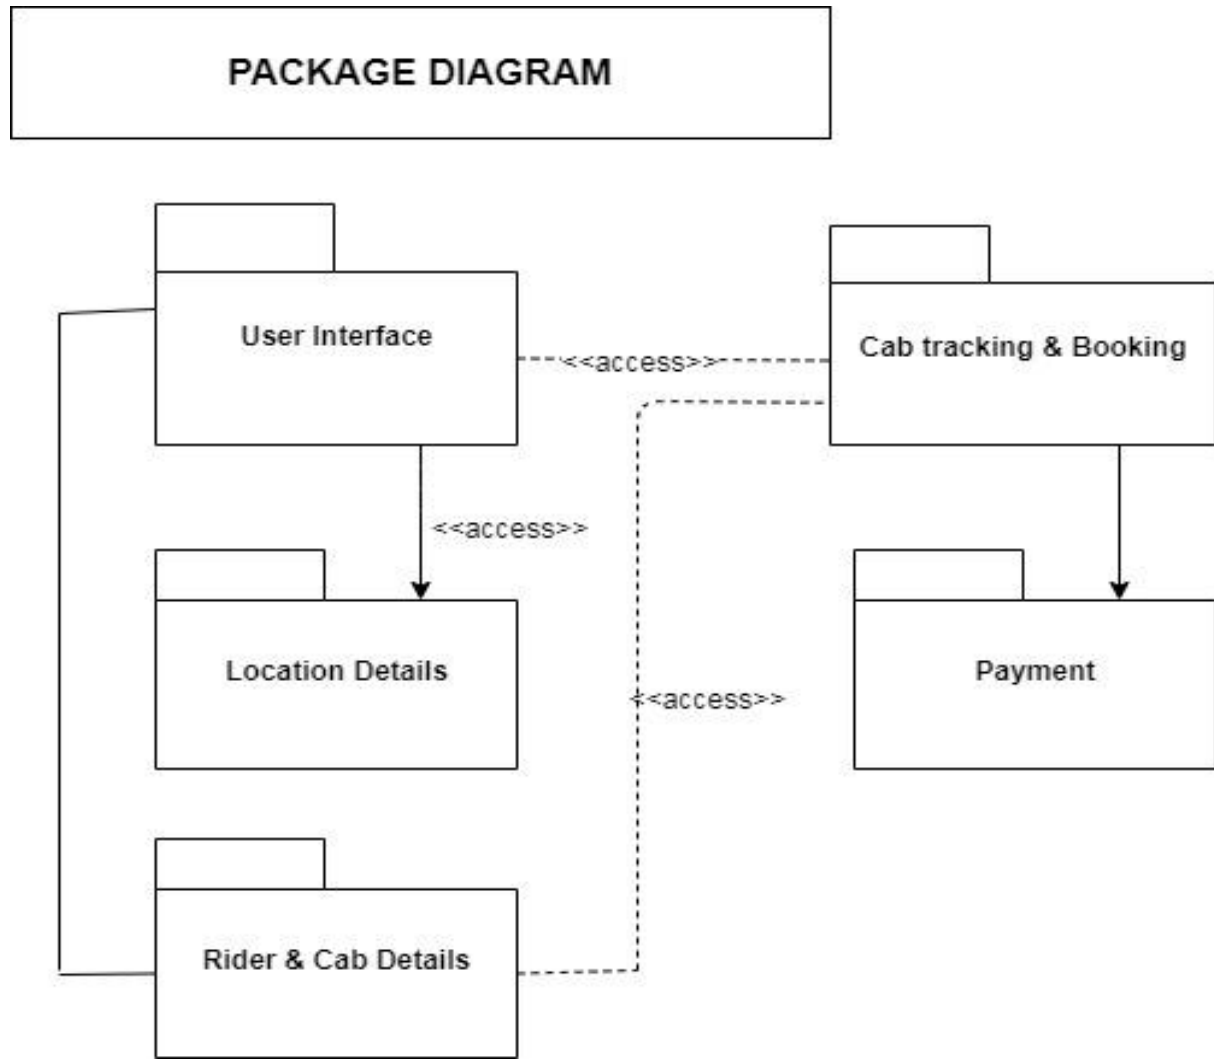 PACKAGE DIAGRAM
User Interface
Cab tracking & Booking
<<access>>
<<access>>
Location Details
Payment
<<access>>
Rider & Cab Details